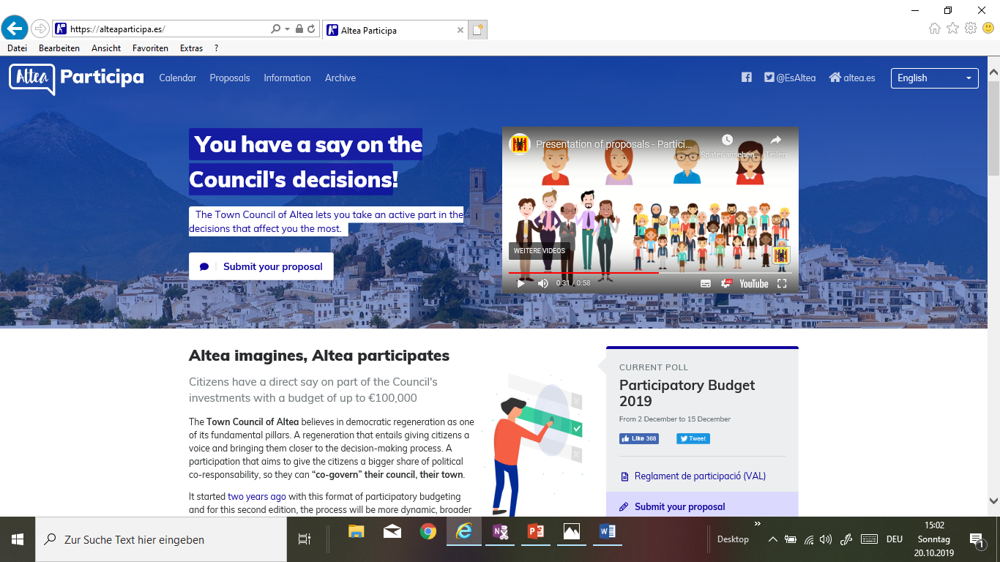 https://alteaparticipa.es/
Altea Participa
Datei Bearbeiten Ansicht Favoriten Extras ?
Altea Participa Calendar Proposals Information Archive @EsAltea altea.es English
You have a say on the
Council's decisions!
The Town Council of Altea lets you take an active part in the
decisions that affect you the most.
Submit your proposal
Presentation of proposals - Partici...
Später ansehen Teilen
WEITERE VIDEOS
0:31 / 0:58 HD YouTube
Altea imagines, Altea participates
Citizens have a direct say on part of the Council's
investments with a budget of up to €100,000
The Town Council of Altea believes in democratic regeneration as one
of its fundamental pillars. A regeneration that entails giving citizens a
voice and bringing them closer to the decision-making process. A
participation that aims to give the citizens a bigger share of political
co-responsability, so they can “co-govern” their council, their town.
It started two years ago with this format of participatory budgeting
and for this second edition, the process will be more dynamic, broader
CURRENT POLL
Participatory Budget
2019
From 2 December to 15 December
Like 368 Tweet
Reglament de participació (VAL)
Submit your proposal
Zur Suche Text hier eingeben
Desktop
DEU
15:02
Sonntag
20.10.2019
1